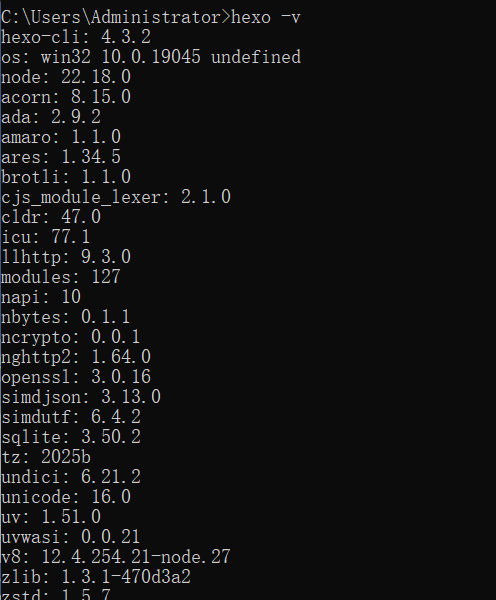 C:\Users\Administrator>hexo -v
hexo-cli: 4.3.2
os: win32 10.0.19045 undefined
node: 22.18.0
acorn: 8.15.0
ada: 2.9.2
amaro: 1.1.0
ares: 1.34.5
brotli: 1.1.0
cjs_module_lexer: 2.1.0
cldr: 47.0
icu: 77.1
llhttp: 9.3.0
modules: 127
napi: 10
nbytes: 0.1.1
ncrypto: 0.0.1
nghttp2: 1.64.0
openssl: 3.0.16
simdjson: 3.13.0
simdutf: 6.4.2
sqlite: 3.50.2
tz: 2025b
undici: 6.21.2
unicode: 16.0
uv: 1.51.0
uvwasi: 0.0.21
v8: 12.4.254.21-node.27
zlib: 1.3.1-470d3a2
zstd: 1.5.7